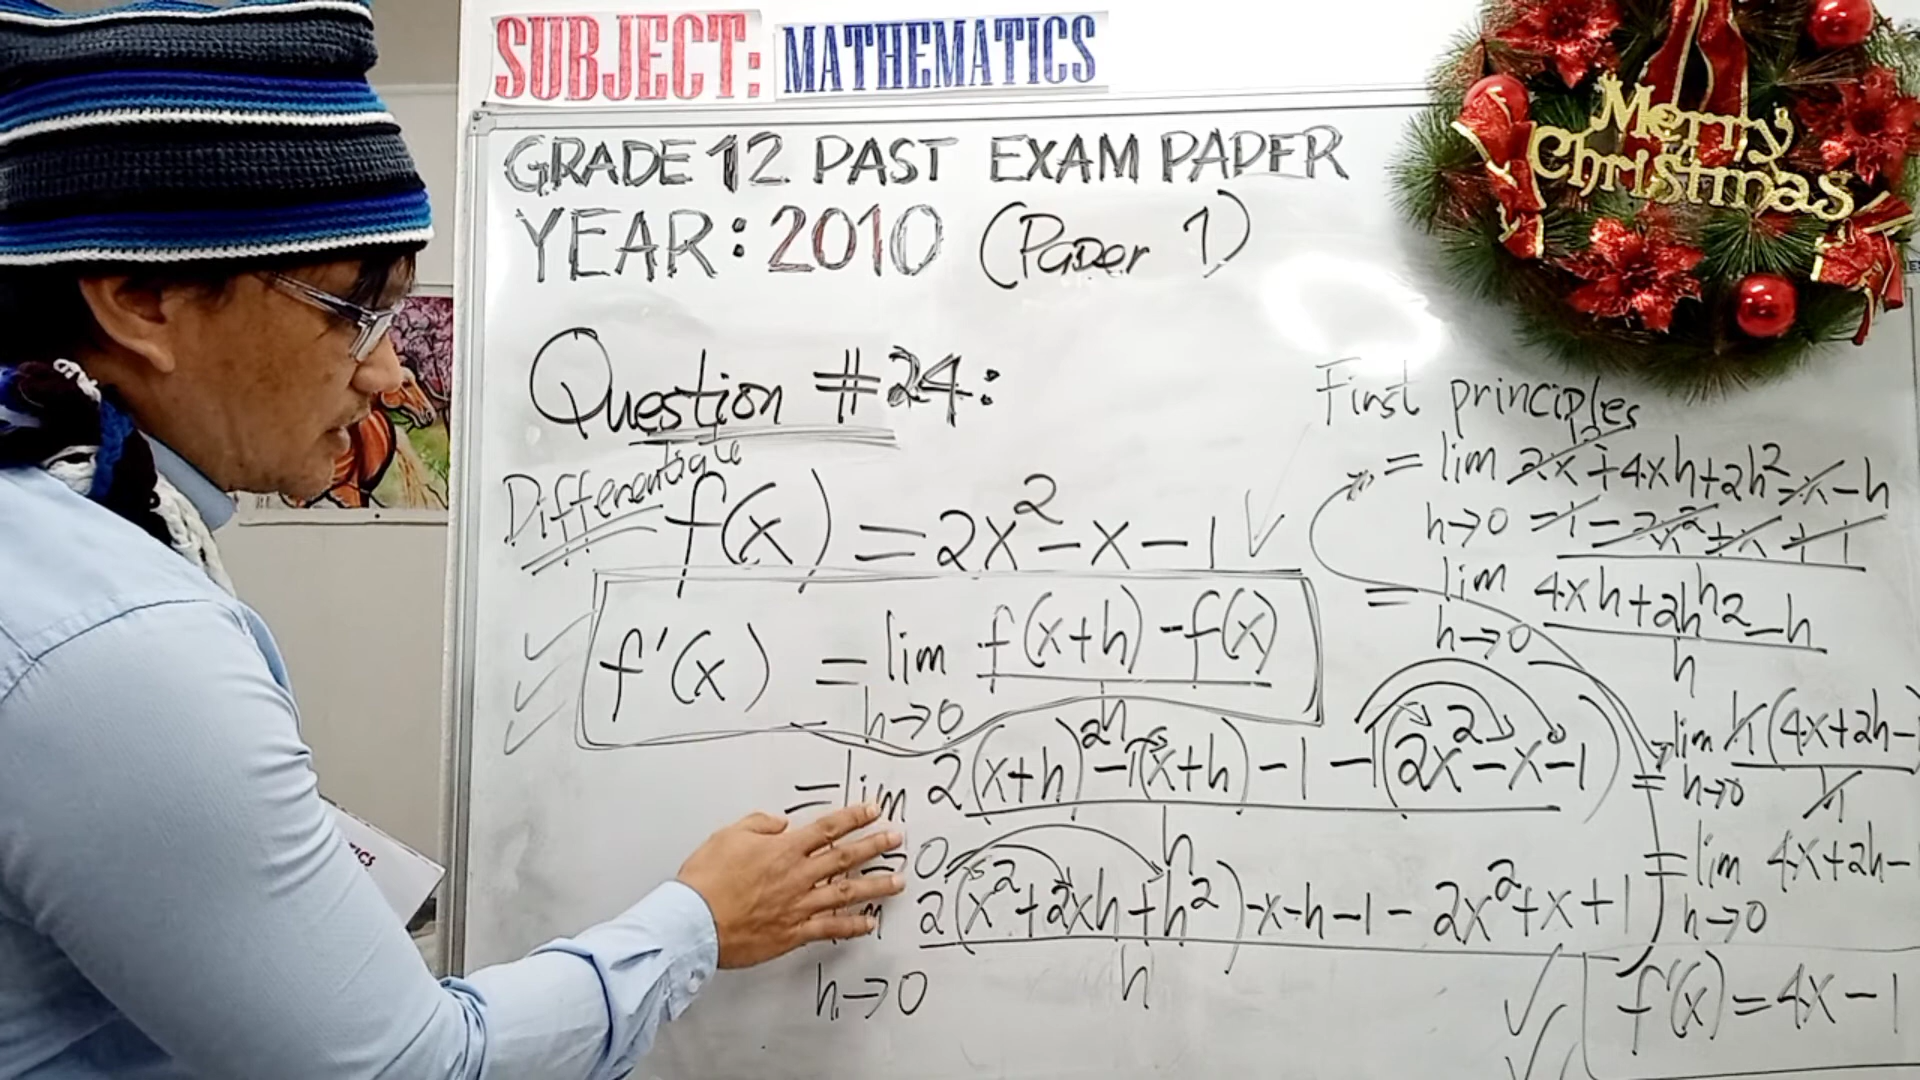 SUBJECT: MATHEMATICS
Merry
Christmas
GRADE 12 PAST EXAM PAPER
YEAR: 2010 (Paper 1)
Question #24:
Differentiate
f(x) = 2x² - x - 1
f'(x) = lim f(x+h) - f(x)
h→0 h
= lim 2(x+h)² - 1(x+h) - 1 - 1(2x² - x - 1)
→0 h
2(x² + 2xh + h²) - x - h - 1 - 2x² + x + 1
h→0 h
First principles
= lim 2x² + 4xh + 2h² - x - h
h→0 - 1 - 2x² + x + 1
h
= lim 4xh + 2h² - h
h→0 h
= lim h(4x + 2h -
h→0 h
= lim 4x + 2h -
h→0
f'(x) = 4x - 1